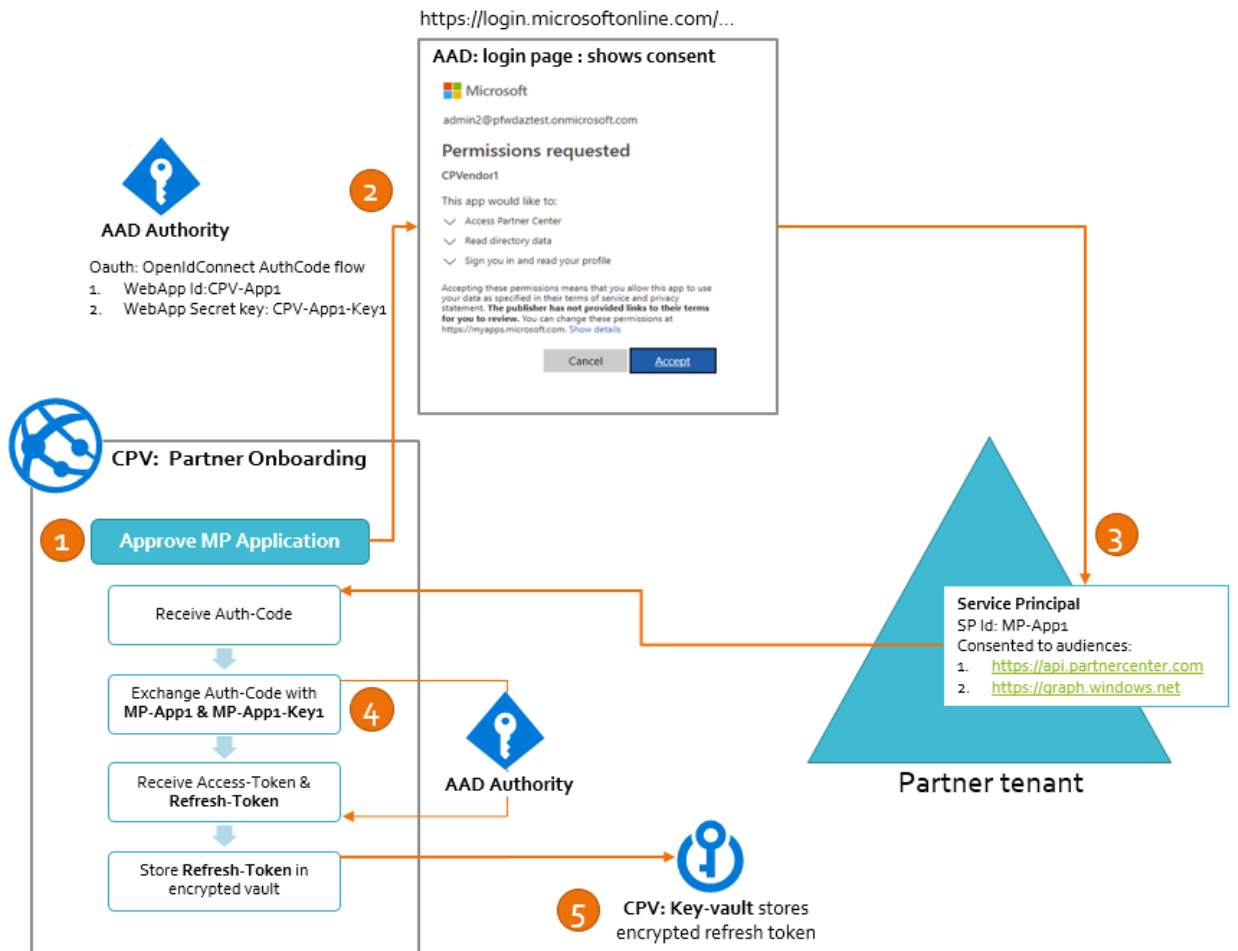 https://login.microsoftonline.com/...
AAD: login page : shows consent
Microsoft
admin2@pfwdaztest.onmicrosoft.com
Permissions requested
CPVendor1
This app would like to:
Access Partner Center
Read directory data
Sign you in and read your profile
Accepting these permissions means that you allow this app to use
your data as specified in their terms of service and privacy
statement. The publisher has not provided links to their terms
for you to review. You can change these permissions at
https://myapps.microsoft.com. Show details
Cancel
Accept
2
AAD Authority
Oauth: OpenIdConnect AuthCode flow
1. WebApp Id:CPV-App1
2. WebApp Secret key: CPV-App1-Key1
CPV: Partner Onboarding
1
Approve MP Application
Receive Auth-Code
Exchange Auth-Code with
MP-App1 & MP-App1-Key1
4
Receive Access-Token &
Refresh-Token
AAD Authority
Store Refresh-Token in
encrypted vault
5
CPV: Key-vault stores
encrypted refresh token
3
Service Principal
SP Id: MP-App1
Consented to audiences:
1. https://api.partnercenter.com
2. https://graph.windows.net
Partner tenant